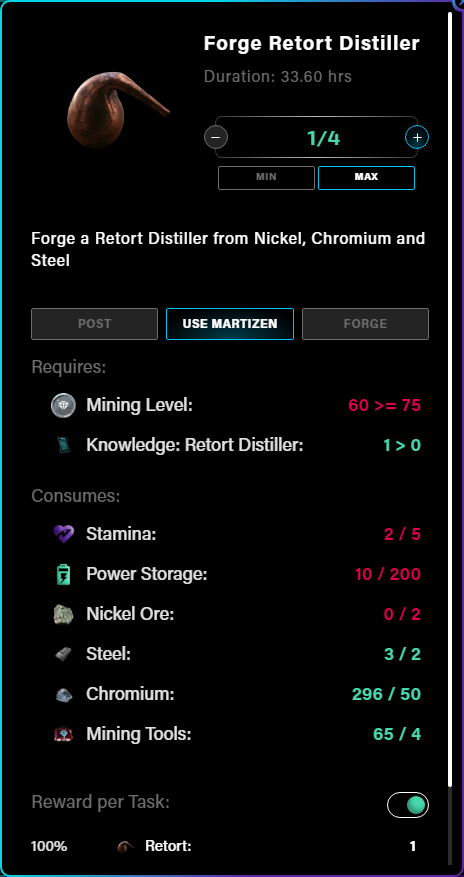 Forge Retort Distiller
Duration: 33.60 hrs
1/4
MIN MAX
Forge a Retort Distiller from Nickel, Chromium and
Steel
POST USE MARTIZEN FORGE
Requires:
Mining Level: 60 >= 75
Knowledge: Retort Distiller: 1 > 0
Consumes:
Stamina: 2 / 5
Power Storage: 10 / 200
Nickel Ore: 0 / 2
Steel: 3 / 2
Chromium: 296 / 50
Mining Tools: 65 / 4
Reward per Task:
100% Retort: 1